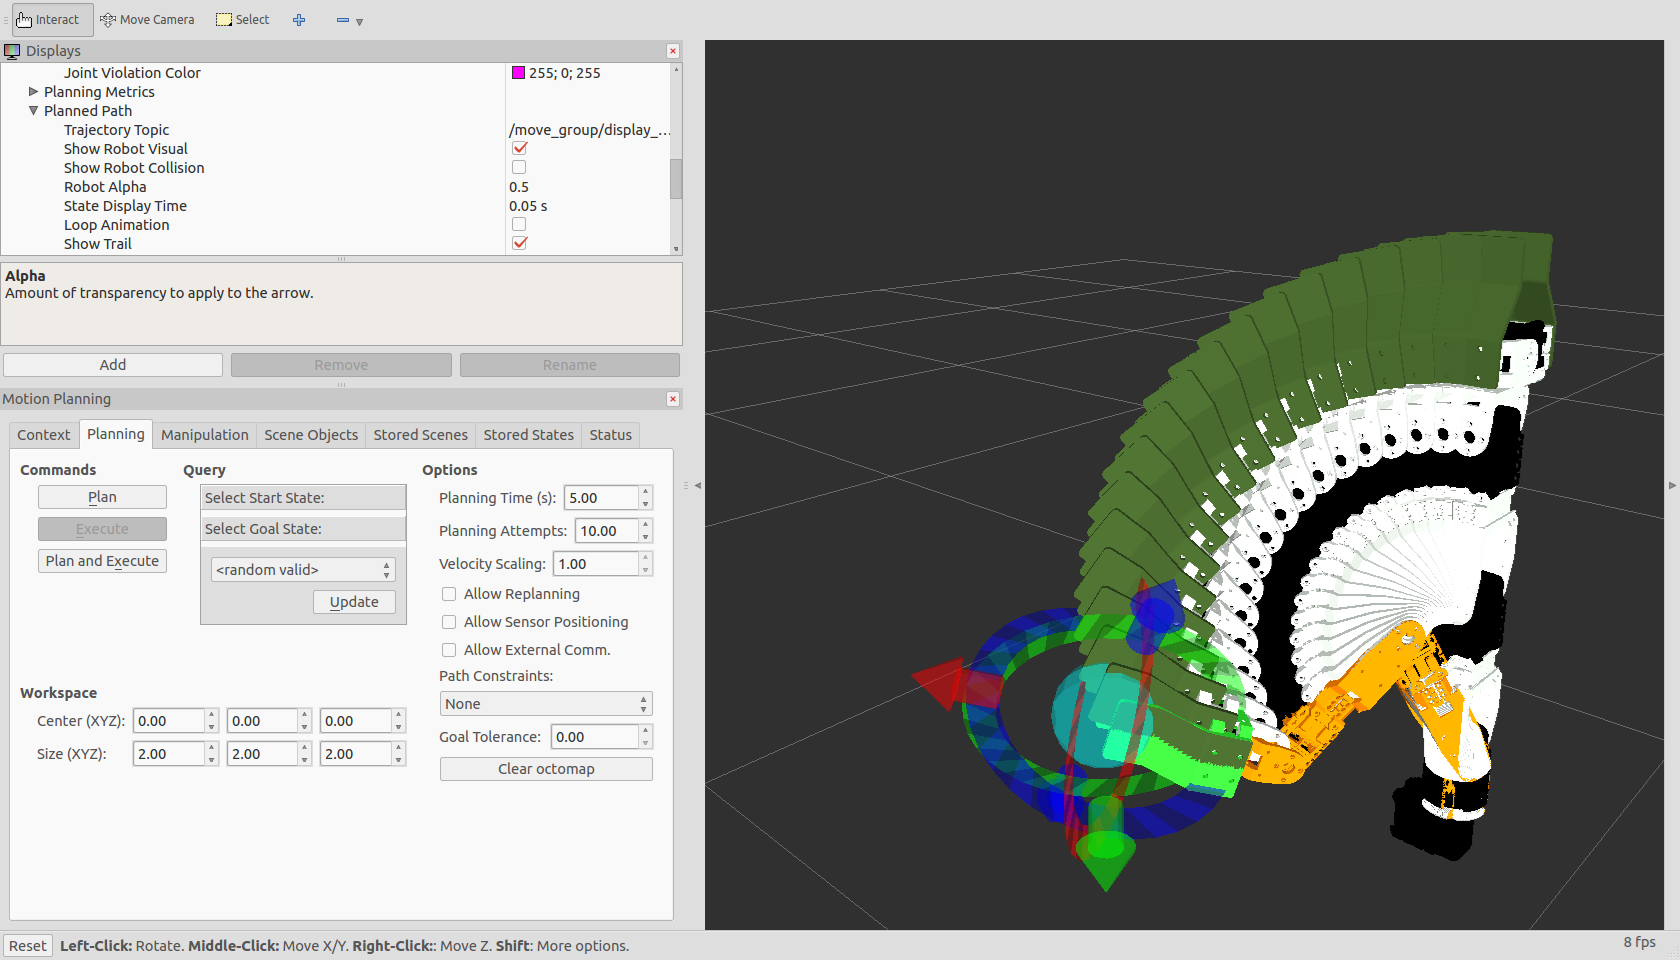 Interact Move Camera Select
Displays
Joint Violation Color 255; 0; 255
Planning Metrics
Planned Path
Trajectory Topic /move_group/display_...
Show Robot Visual
Show Robot Collision
Robot Alpha 0.5
State Display Time 0.05 s
Loop Animation
Show Trail
Alpha
Amount of transparency to apply to the arrow.
Add Remove Rename
Motion Planning
Context Planning Manipulation Scene Objects Stored Scenes Stored States Status
Commands Query Options
Plan Select Start State: Planning Time (s): 5.00
Execute Select Goal State: Planning Attempts: 10.00
Plan and Execute <random valid> Velocity Scaling: 1.00
Update Allow Replanning
Allow Sensor Positioning
Allow External Comm.
Path Constraints:
Workspace None
Center (XYZ): 0.00 0.00 0.00 Goal Tolerance: 0.00
Size (XYZ): 2.00 2.00 2.00 Clear octomap
Reset Left-Click: Rotate. Middle-Click: Move X/Y. Right-Click:: Move Z. Shift: More options. 8 fps